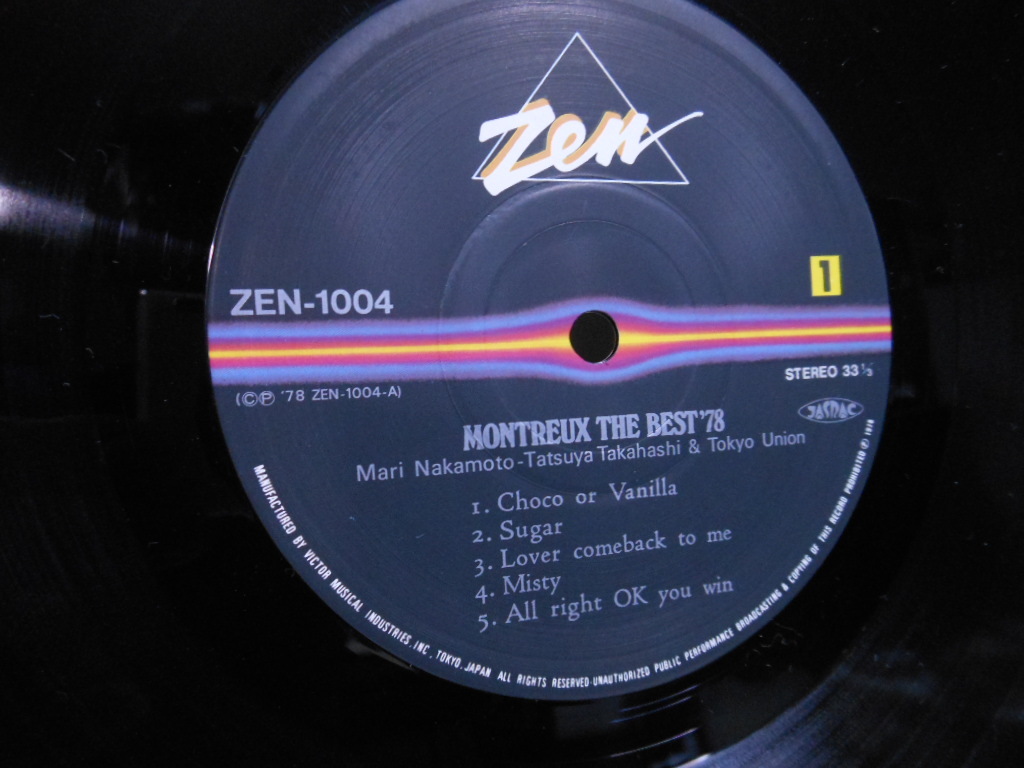 Zen
1
ZEN-1004
STEREO 33⅓
(©℗ '78 ZEN-1004-A)
JASRAC
MONTREUX THE BEST '78
Mari Nakamoto-Tatsuya Takahashi & Tokyo Union
1. Choco or Vanilla
2. Sugar
3. Lover comeback to me
4. Misty
5. All right OK you win
MANUFACTURED BY VICTOR MUSICAL INDUSTRIES, INC. TOKYO, JAPAN ALL RIGHTS RESERVED·UNAUTHORIZED PUBLIC PERFORMANCE BROADCASTING & COPYING OF THIS RECORD PROHIBITED ℗ 1978